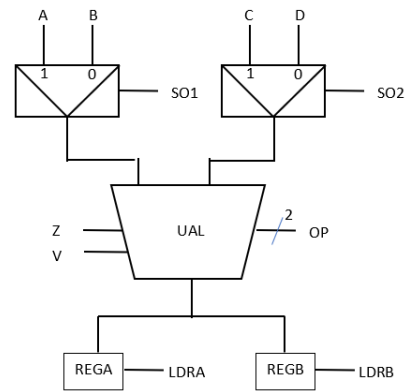 A B C D
1 0 SO1 1 0 SO2
2
Z UAL OP
V
REGA LDRA REGB LDRB